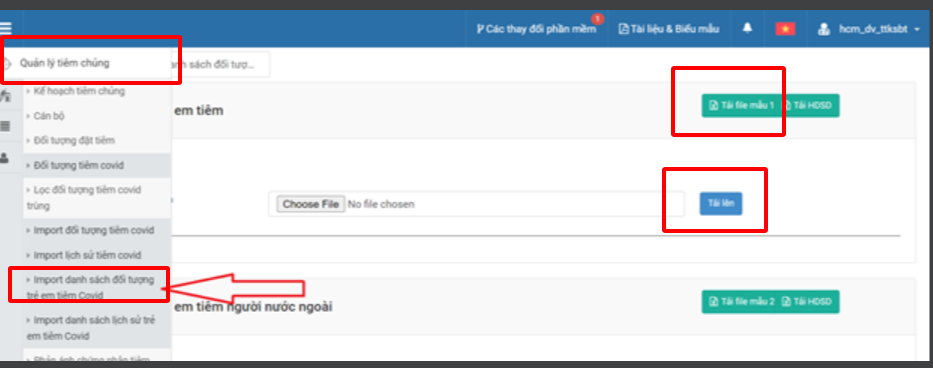 Các thay đổi phần mềm 1 Tài liệu & Biểu mẫu hcm_dv_ttksbt
Quản lý tiêm chủng
anh sách đối tượ...
Kế hoạch tiêm chủng
Cán bộ
Đối tượng đặt tiêm
Đối tượng tiêm covid
Lọc đối tượng tiêm covid
trùng
Import đối tượng tiêm covid
Import lịch sử tiêm covid
Import danh sách đối tượng
trẻ em tiêm Covid
Import danh sách lịch sử trẻ
em tiêm Covid
Phản ánh chứng nhận tiêm
em tiêm
Tải file mẫu 1 Tải HDSD
Choose File No file chosen
Tải lên
em tiêm người nước ngoài
Tải file mẫu 2 Tải HDSD